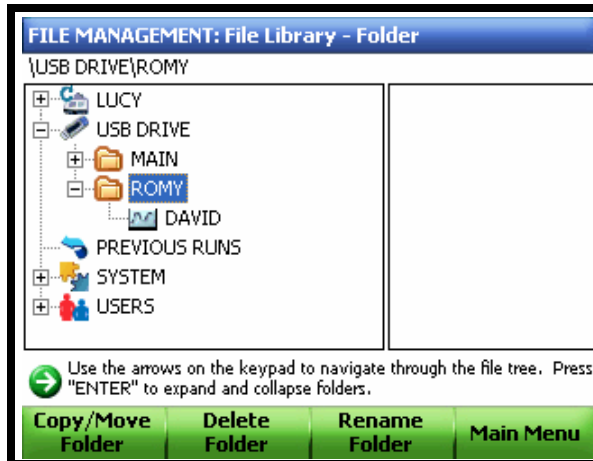 FILE MANAGEMENT: File Library - Folder
\USB DRIVE\ROMY
LUCY
USB DRIVE
MAIN
ROMY
DAVID
PREVIOUS RUNS
SYSTEM
USERS
Use the arrows on the keypad to navigate through the file tree. Press
"ENTER" to expand and collapse folders.
Copy/Move Folder
Delete Folder
Rename Folder
Main Menu